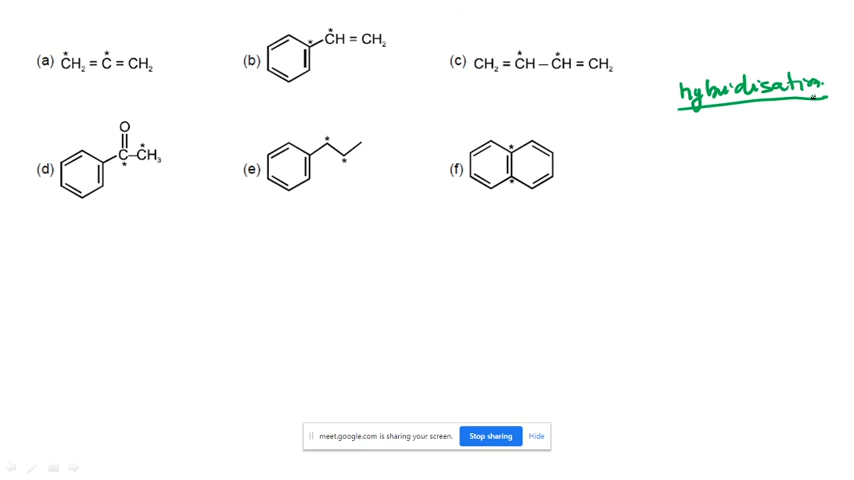 (a) *CH₂ = *C = CH₂
(b) * *CH = CH₂
(c) CH₂ = *CH – *CH = CH₂
hybridisation.
(d) O
*C–*CH₃
(e) * *
(f) * *
meet.google.com is sharing your screen. Stop sharing Hide